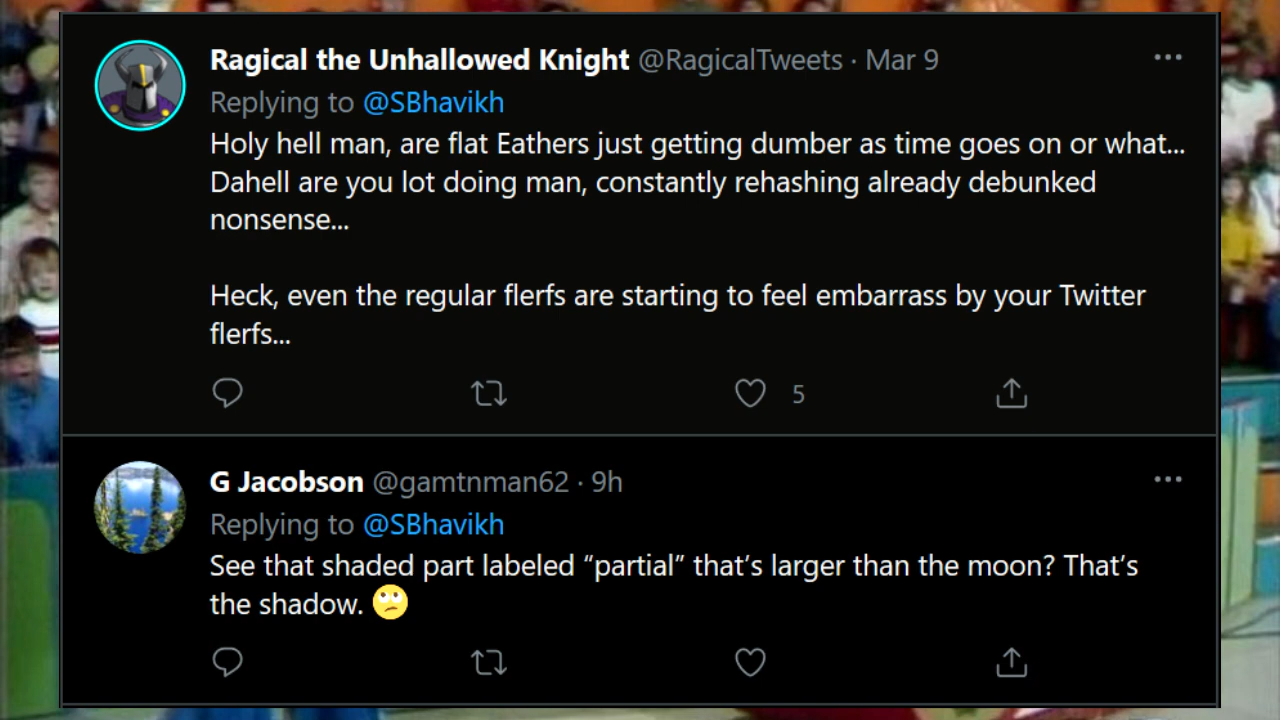 Ragical the Unhallowed Knight @RagicalTweets · Mar 9
Replying to @SBhavikh
Holy hell man, are flat Eathers just getting dumber as time goes on or what...
Dahell are you lot doing man, constantly rehashing already debunked
nonsense...
Heck, even the regular flerfs are starting to feel embarrass by your Twitter
flerfs...
5
G Jacobson @gamtnman62 · 9h
Replying to @SBhavikh
See that shaded part labeled “partial” that’s larger than the moon? That’s
the shadow. 🙄